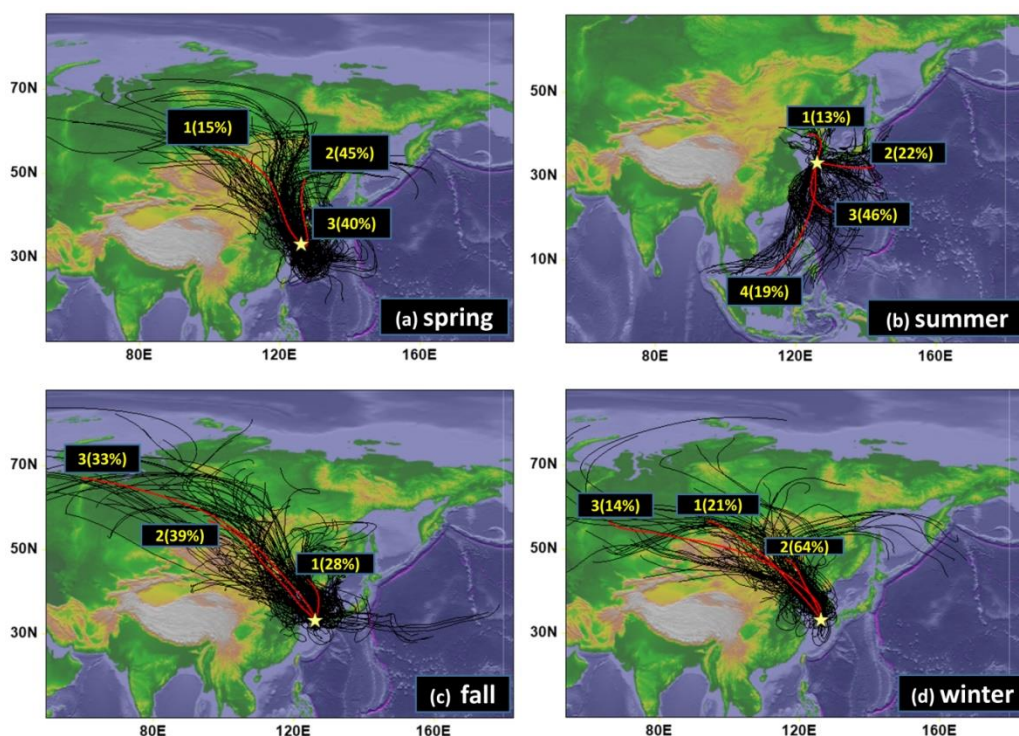 70N
50N
30N
1(15%)
2(45%)
3(40%)
(a) spring
80E 120E 160E
50N
30N
10N
1(13%)
2(22%)
3(46%)
4(19%)
(b) summer
80E 120E 160E
70N
50N
30N
3(33%)
2(39%)
1(28%)
(c) fall
80E 120E 160E
70N
50N
30N
3(14%)
1(21%)
2(64%)
(d) winter
80E 120E 160E